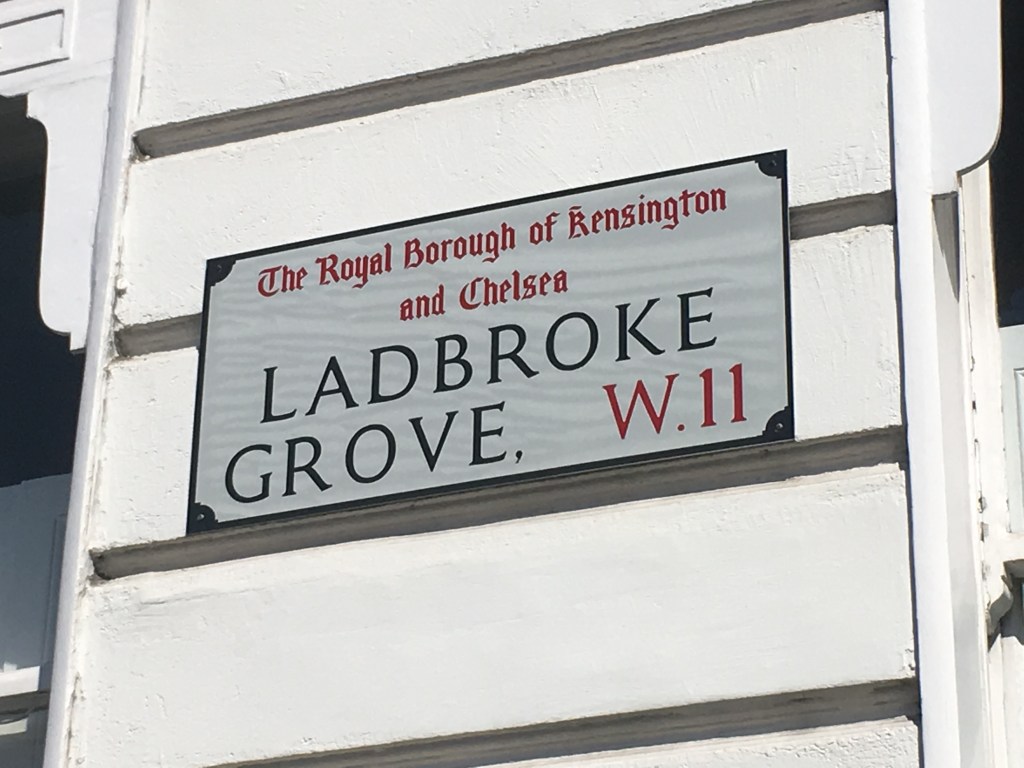 The Royal Borough of Kensington
and Chelsea
LADBROKE
GROVE, W.11